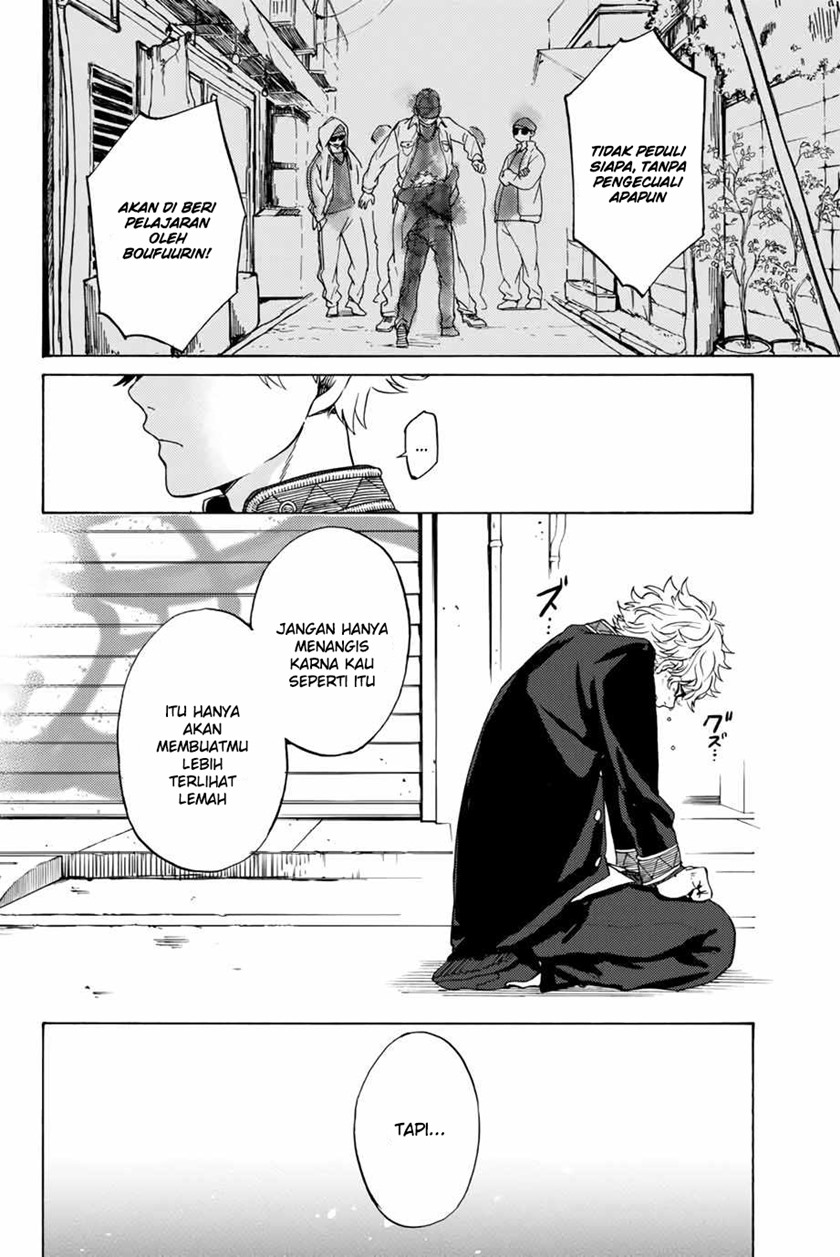 TIDAK PEDULI
SIAPA, TANPA
PENGECUALI
APAPUN
AKAN DI BERI
PELAJARAN
OLEH
BOUFUURIN!
...
JANGAN HANYA
MENANGIS
KARNA KAU
SEPERTI ITU
ITU HANYA
AKAN
MEMBUATMU
LEBIH
TERLIHAT
LEMAH
ズ...
グズ...
TAPI...